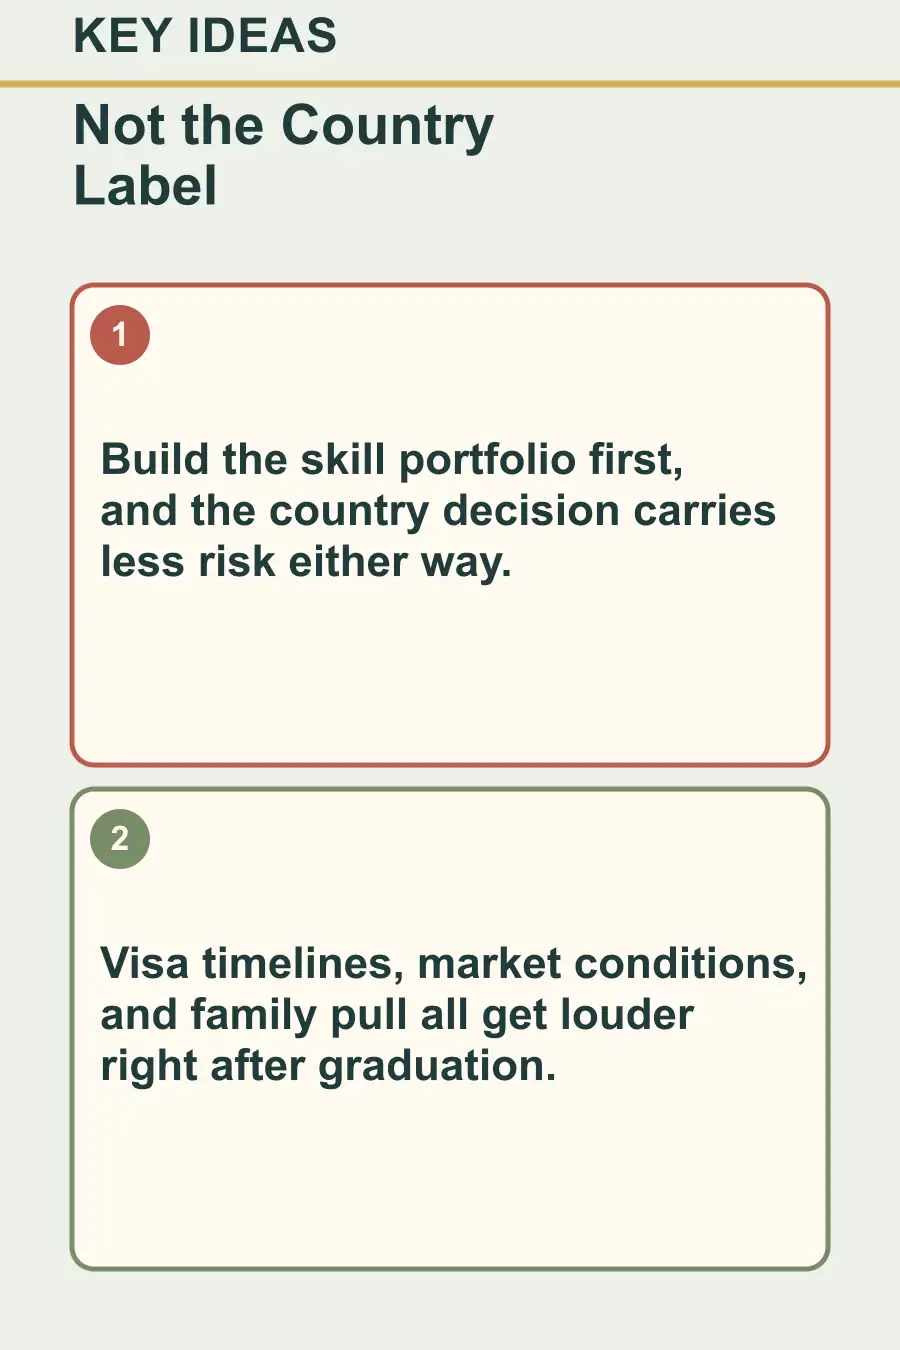 KEY IDEAS
Not the Country
Label
1
Build the skill portfolio first,
and the country decision carries
less risk either way.
2
Visa timelines, market conditions,
and family pull all get louder
right after graduation.